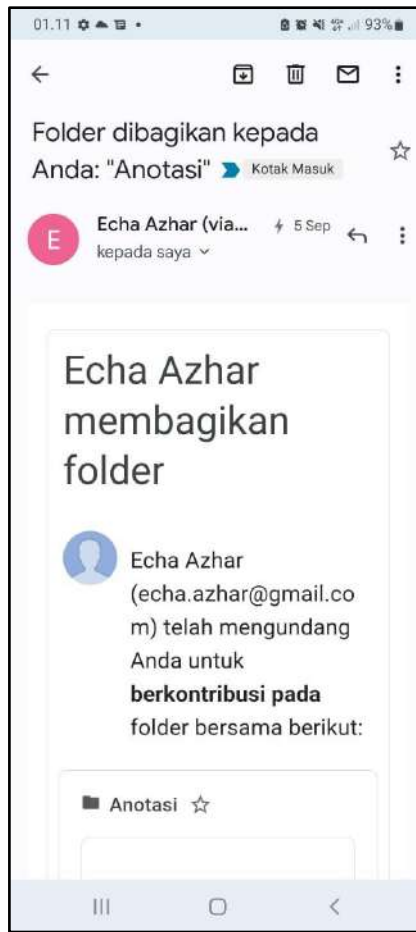 01.11 93%
Folder dibagikan kepada
Anda: "Anotasi" Kotak Masuk
E
Echa Azhar (via... 5 Sep
kepada saya
Echa Azhar
membagikan
folder
Echa Azhar
(echa.azhar@gmail.co
m) telah mengundang
Anda untuk
berkontribusi pada
folder bersama berikut:
Anotasi